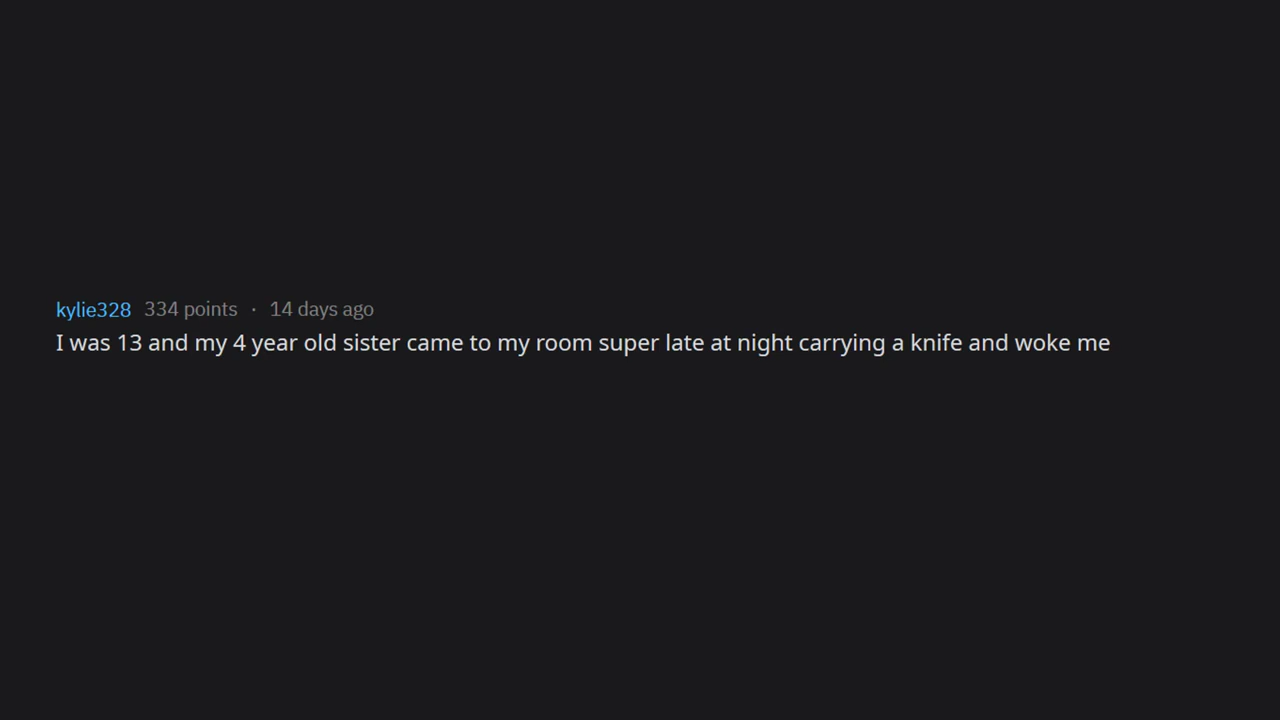 kylie328 334 points · 14 days ago
I was 13 and my 4 year old sister came to my room super late at night carrying a knife and woke me